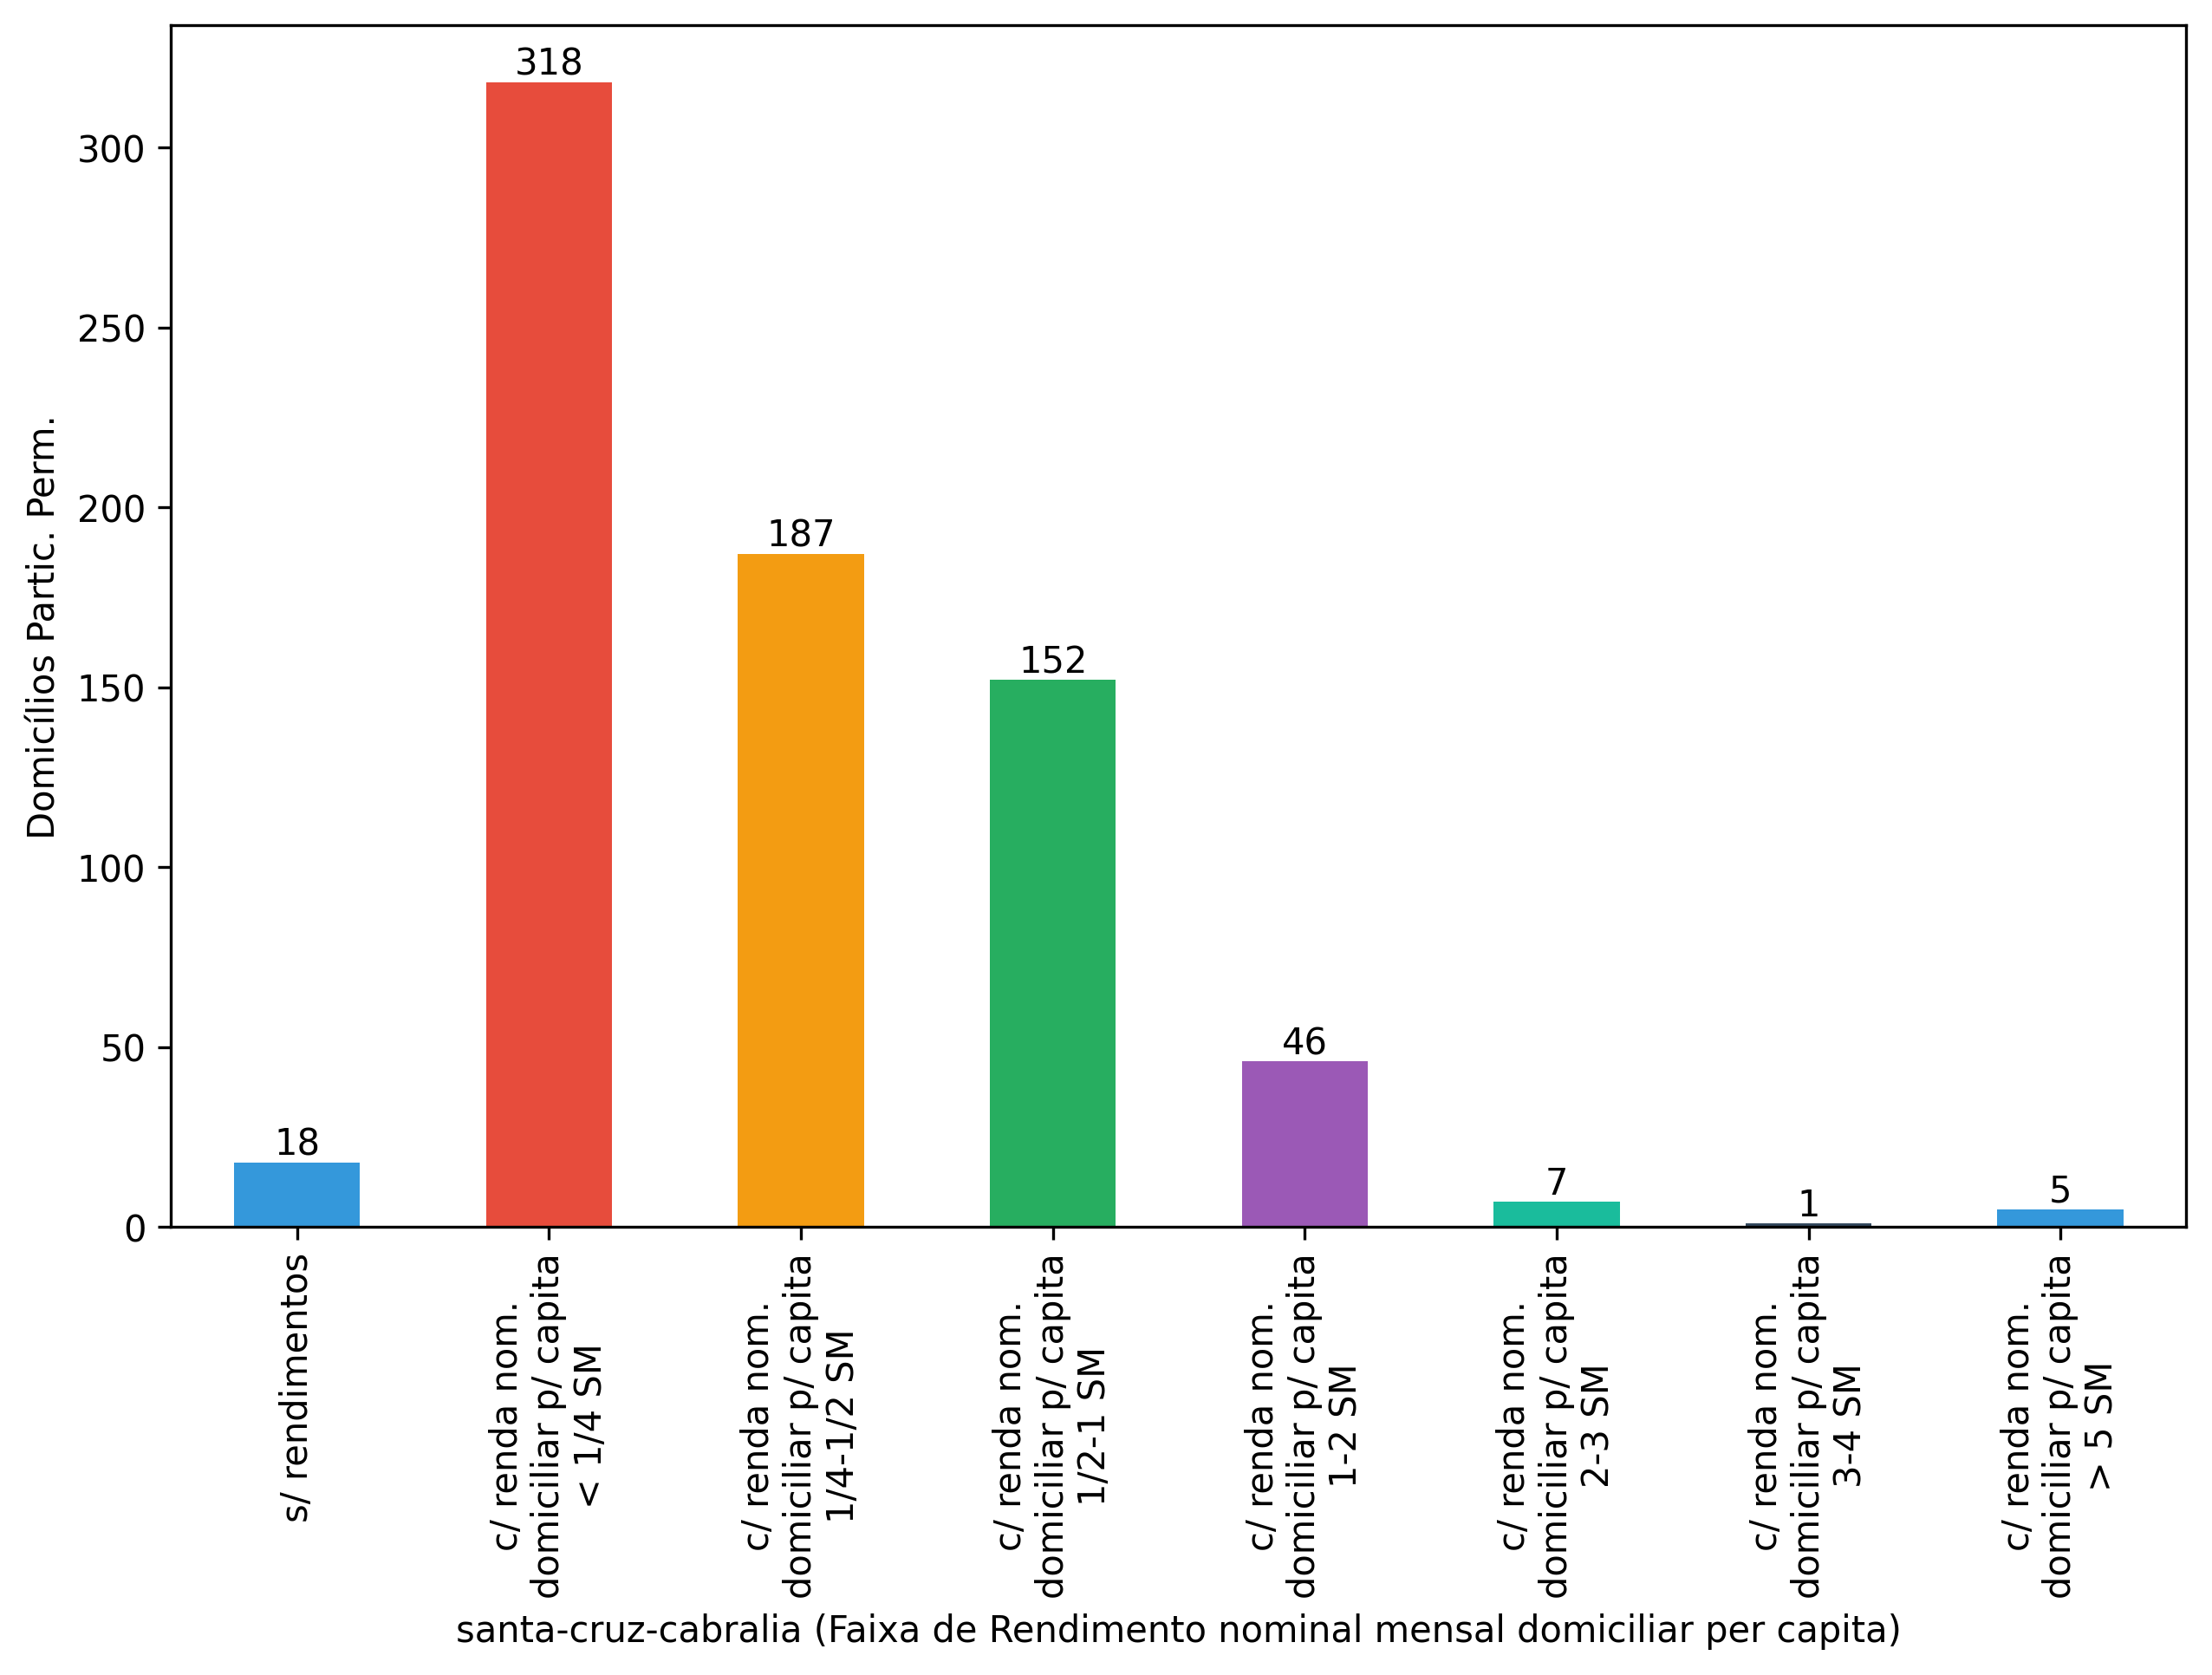 318
300
250
200
187
152
150
100
50
46
18
7
1
5
0
Domicílios Partic. Perm.
s/ rendimentos
c/ renda nom.
domiciliar p/ capita
< 1/4 SM
c/ renda nom.
domiciliar p/ capita
1/4-1/2 SM
c/ renda nom.
domiciliar p/ capita
1/2-1 SM
c/ renda nom.
domiciliar p/ capita
1-2 SM
c/ renda nom.
domiciliar p/ capita
2-3 SM
c/ renda nom.
domiciliar p/ capita
3-4 SM
c/ renda nom.
domiciliar p/ capita
> 5 SM
santa-cruz-cabralia (Faixa de Rendimento nominal mensal domiciliar per capita)